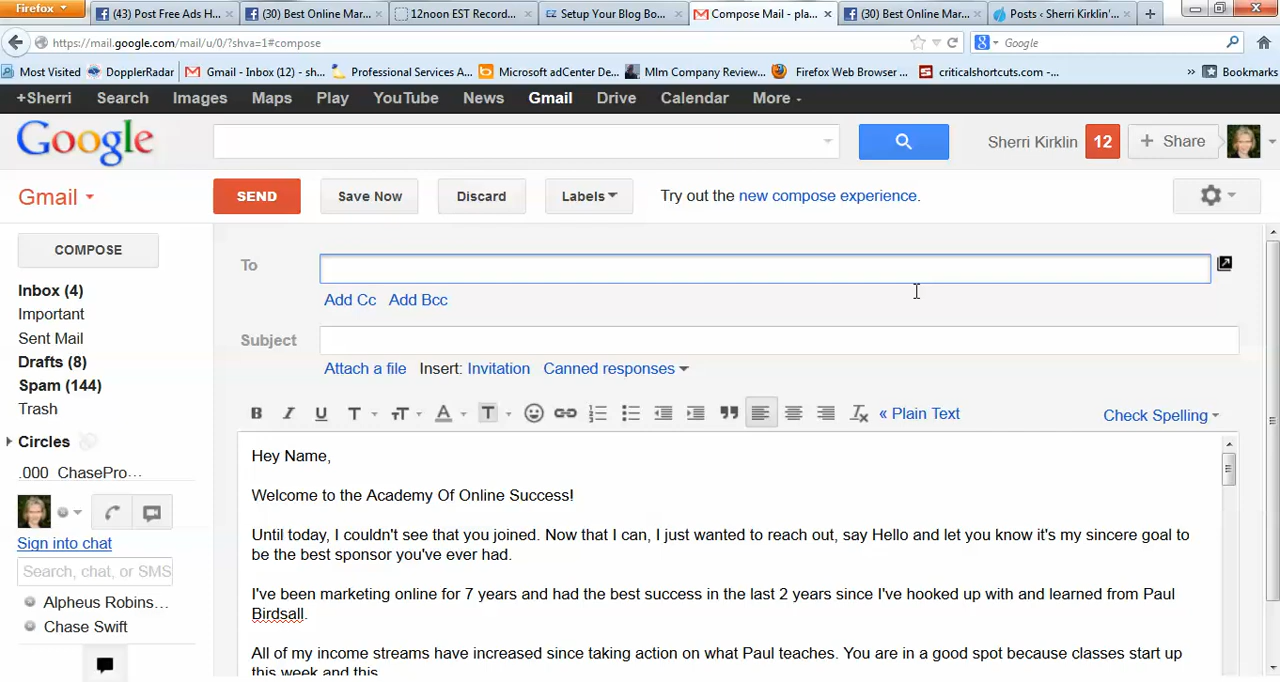 Firefox
(43) Post Free Ads H...
(30) Best Online Mar...
12noon EST Record...
EZ Setup Your Blog Bo...
Compose Mail - pla...
(30) Best Online Mar...
Posts ‹ Sherri Kirklin'...
https://mail.google.com/mail/u/0/?shva=1#compose
Google
Most Visited
DopplerRadar
Gmail - Inbox (12) - sh...
Professional Services A...
Microsoft adCenter De...
Mlm Company Review...
Firefox Web Browser ...
criticalshortcuts.com -...
»
Bookmarks
+Sherri Search Images Maps Play YouTube News Gmail Drive Calendar More
Google
Sherri Kirklin 12 + Share
Gmail
SEND Save Now Discard Labels Try out the new compose experience.
COMPOSE
Inbox (4)
Important
Sent Mail
Drafts (8)
Spam (144)
Trash
Circles
.000 ChasePro...
Sign into chat
Search, chat, or SMS
Alpheus Robins...
Chase Swift
To
Add Cc Add Bcc
Subject
Attach a file Insert: Invitation Canned responses
B I U T T A T « Plain Text Check Spelling
Hey Name,
Welcome to the Academy Of Online Success!
Until today, I couldn't see that you joined. Now that I can, I just wanted to reach out, say Hello and let you know it's my sincere goal to
be the best sponsor you've ever had.
I've been marketing online for 7 years and had the best success in the last 2 years since I've hooked up with and learned from Paul
Birdsall.
All of my income streams have increased since taking action on what Paul teaches. You are in a good spot because classes start up
this week and this